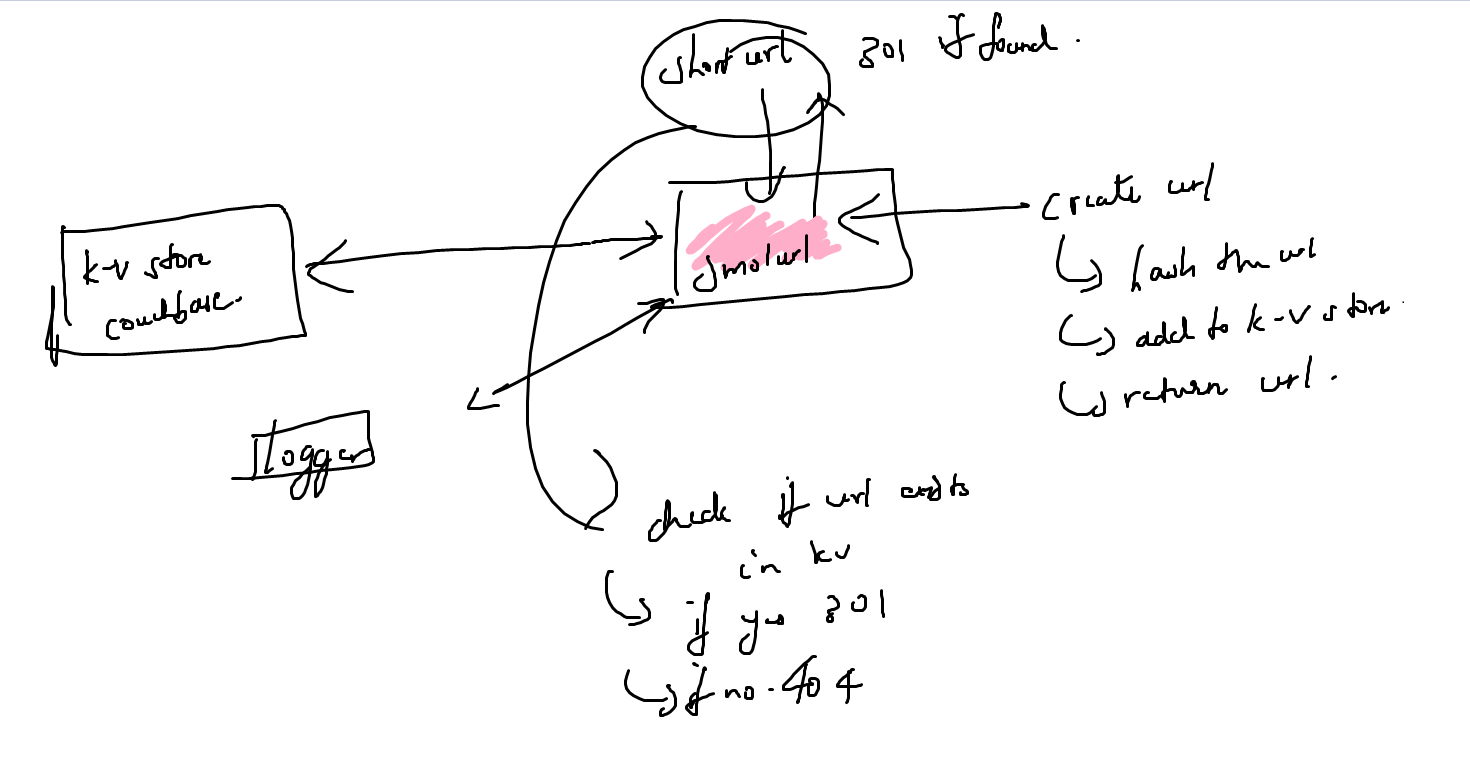 short url
301 if found.
k-v store
couchbase.
smolurl
create url
hash the url
add to k-v store.
return url.
logger
check if url exists
in kv
if yes 301
if no - 404